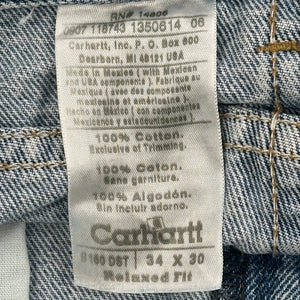 RN# 14806
0907 118743 1350614 06
Carhartt, Inc. P.O. Box 600
Dearborn, MI 48121 USA
Made in Mexico ( with Mexican
and USA components ). Fabrique au
Mexique ( avec des composants
mexicains et américains ).
Hecho en México ( con componentes
Mexicanos y estadounidenses )
100% Cotton.
Exclusive of Trimming.
100% Coton.
Sans garniture.
100% Algodón.
Sin incluir adorno.
Carhartt
B160 DST 34 X 30
Relaxed Fit